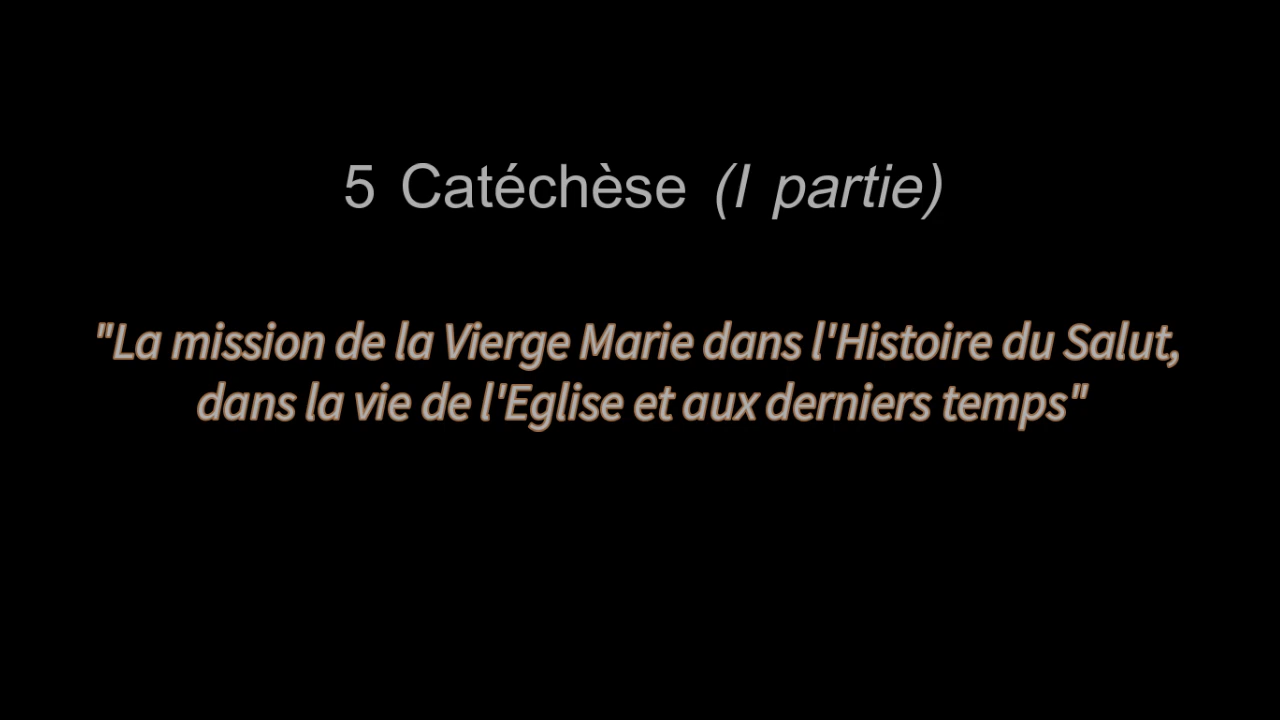 5 Catéchèse (I partie)
"La mission de la Vierge Marie dans l'Histoire du Salut,
dans la vie de l'Eglise et aux derniers temps"